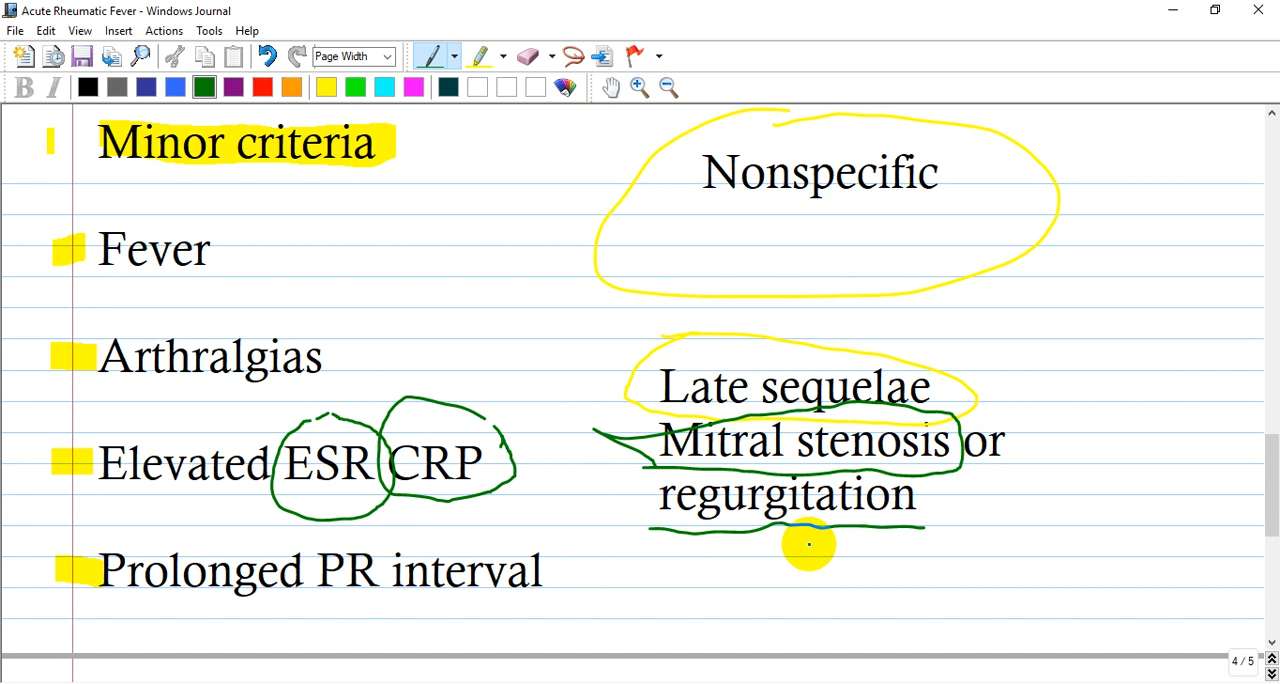 Acute Rheumatic Fever - Windows Journal
File Edit View Insert Actions Tools Help
Page Width
B I
Minor criteria
Nonspecific
Fever
Arthralgias
Late sequelae
Mitral stenosis or
regurgitation
Elevated ESR CRP
Prolonged PR interval
4 / 5